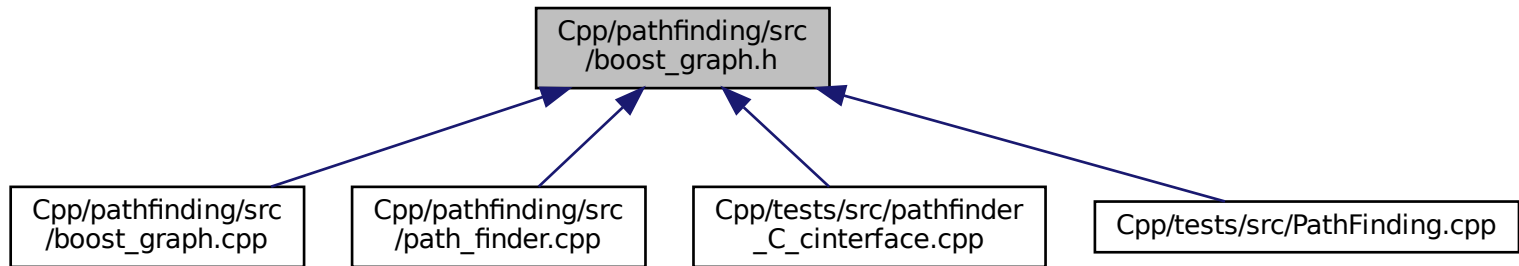 Cpp/pathfinding/src
/boost_graph.h
Cpp/pathfinding/src
/boost_graph.cpp
Cpp/pathfinding/src
/path_finder.cpp
Cpp/tests/src/pathfinder
_C_cinterface.cpp
Cpp/tests/src/PathFinding.cpp